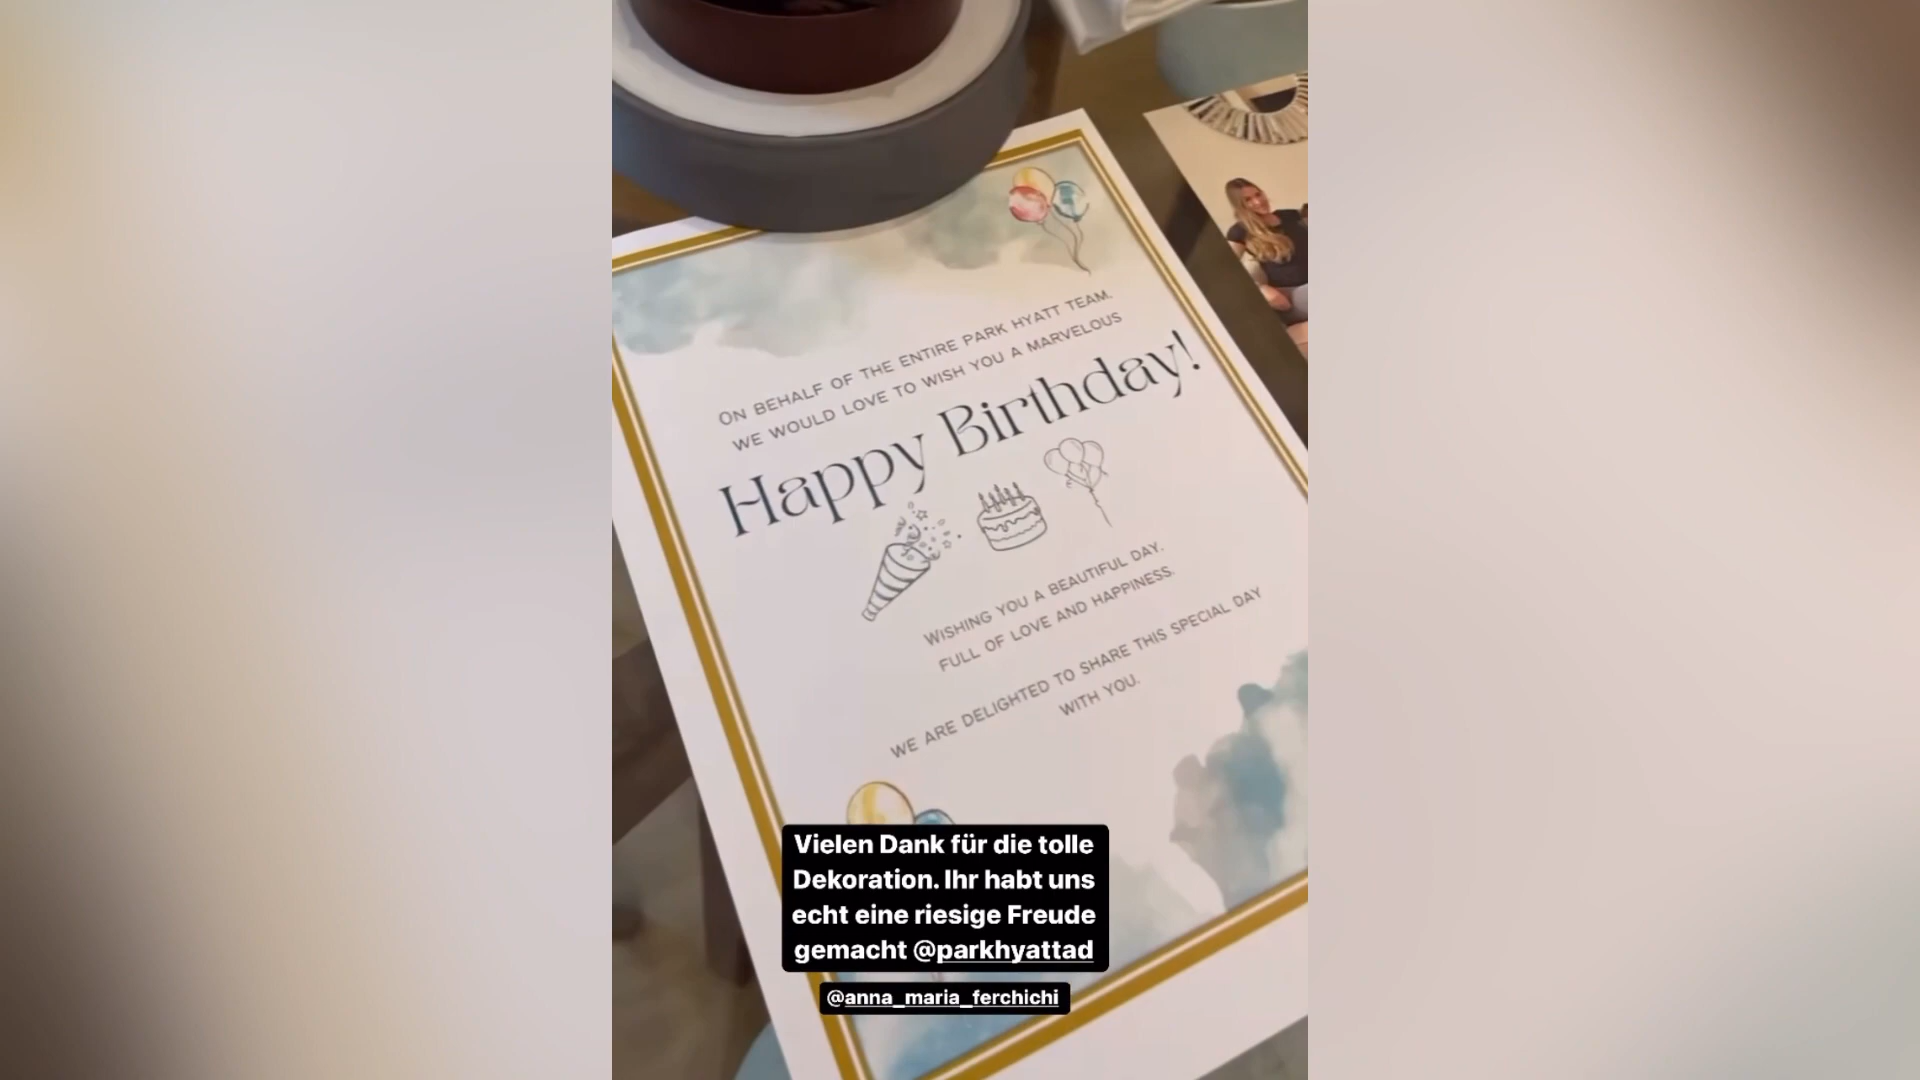 ON BEHALF OF THE ENTIRE PARK HYATT TEAM,
WE WOULD LOVE TO WISH YOU A MARVELOUS
Happy Birthday!
WISHING YOU A BEAUTIFUL DAY,
FULL OF LOVE AND HAPPINESS.
WE ARE DELIGHTED TO SHARE THIS SPECIAL DAY
WITH YOU.
Vielen Dank für die tolle
Dekoration. Ihr habt uns
echt eine riesige Freude
gemacht @parkhyattad
@anna_maria_ferchichi